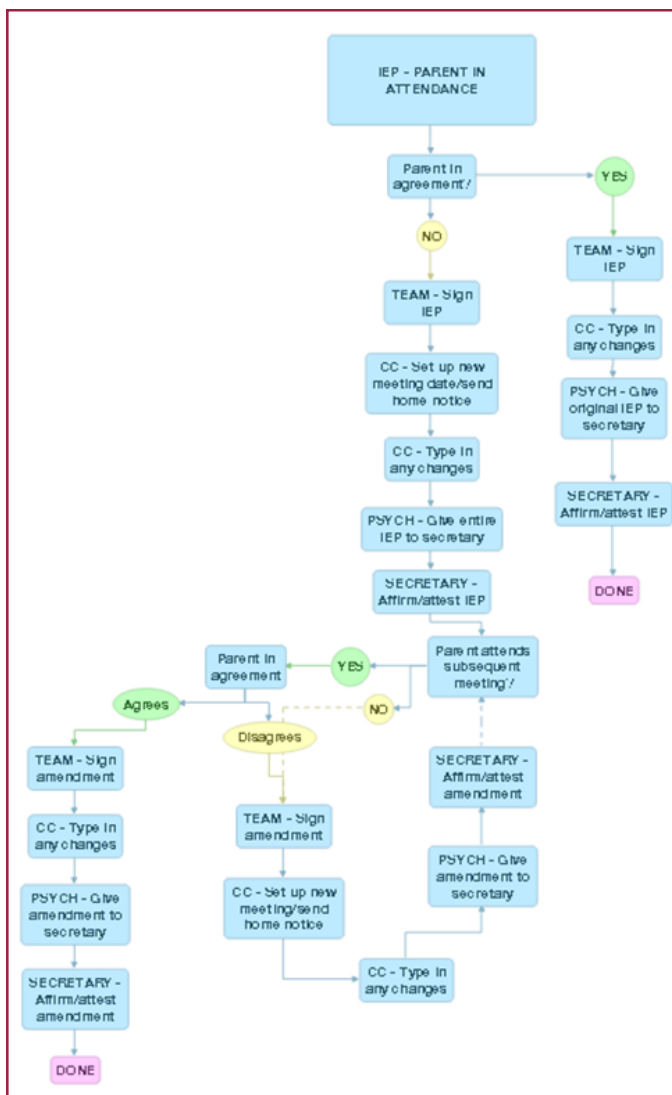 IEP - PARENT IN
ATTENDANCE
Parent in
agreement?
YES
NO
TEAM - Sign
IEP
CC - Type in
any changes
PSYCH - Give
original IEP to
secretary
SECRETARY -
Affirm/attest IEP
DONE
TEAM - Sign
IEP
CC - Set up new
meeting date/send
home notice
CC - Type in
any changes
PSYCH - Give entire
IEP to secretary
SECRETARY -
Affirm/attest IEP
Parent attends
subsequent
meeting?
YES
NO
Parent in
agreement
Agrees
Disagrees
TEAM - Sign
amendment
CC - Type in
any changes
PSYCH - Give
amendment to
secretary
SECRETARY -
Affirm/attest
amendment
DONE
TEAM - Sign
amendment
CC - Set up new
meeting/send
home notice
CC - Type in
any changes
PSYCH - Give
amendment to
secretary
SECRETARY -
Affirm/attest
amendment